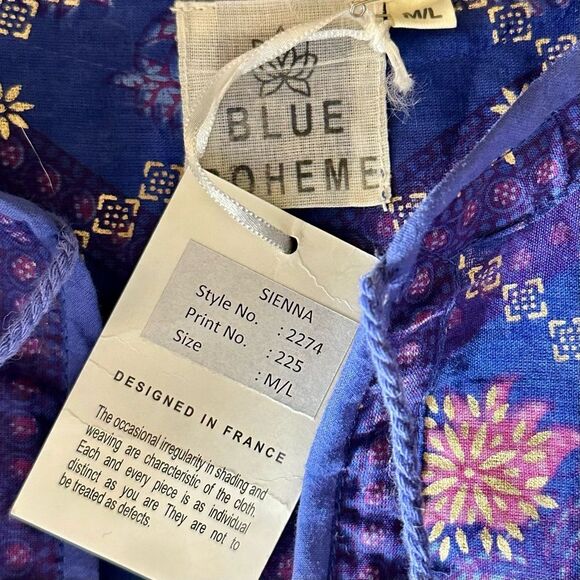 M/L
BLUE
BOHEME
SIENNA
Style No. : 2274
Print No. : 225
Size : M/L
DESIGNED IN FRANCE
The occasional irregularity in shading and
weaving are characteristic of the cloth.
Each and every piece is as individual
distinct as you are They are not to
be treated as defects.